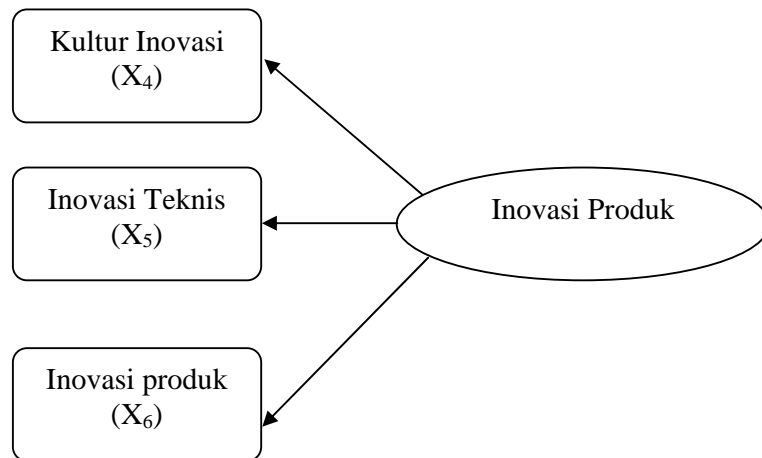 Kultur Inovasi
(X₄)
Inovasi Teknis
(X₅)
Inovasi Produk
Inovasi produk
(X₆)